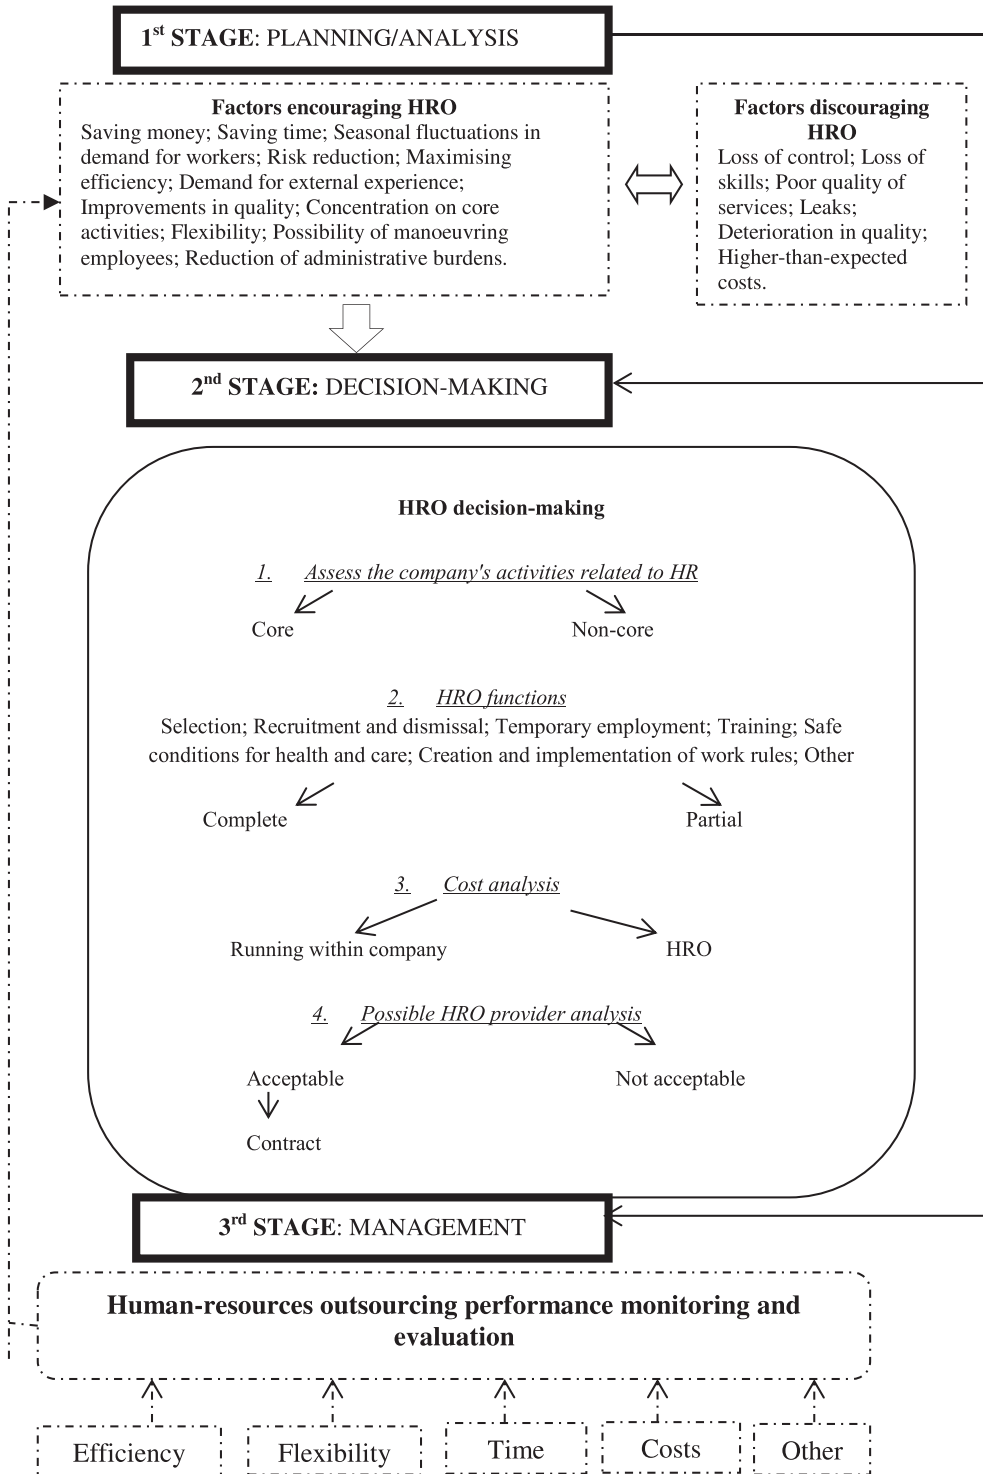 1st STAGE: PLANNING/ANALYSIS
Factors encouraging HRO
Saving money; Saving time; Seasonal fluctuations in
demand for workers; Risk reduction; Maximising
efficiency; Demand for external experience;
Improvements in quality; Concentration on core
activities; Flexibility; Possibility of manoeuvring
employees; Reduction of administrative burdens.
Factors discouraging
HRO
Loss of control; Loss of
skills; Poor quality of
services; Leaks;
Deterioration in quality;
Higher-than-expected
costs.
2nd STAGE: DECISION-MAKING
HRO decision-making
1. Assess the company's activities related to HR
Core
Non-core
2. HRO functions
Selection; Recruitment and dismissal; Temporary employment; Training; Safe
conditions for health and care; Creation and implementation of work rules; Other
Complete
Partial
3. Cost analysis
Running within company
HRO
4. Possible HRO provider analysis
Acceptable
Not acceptable
Contract
3rd STAGE: MANAGEMENT
Human-resources outsourcing performance monitoring and
evaluation
Efficiency
Flexibility
Time
Costs
Other